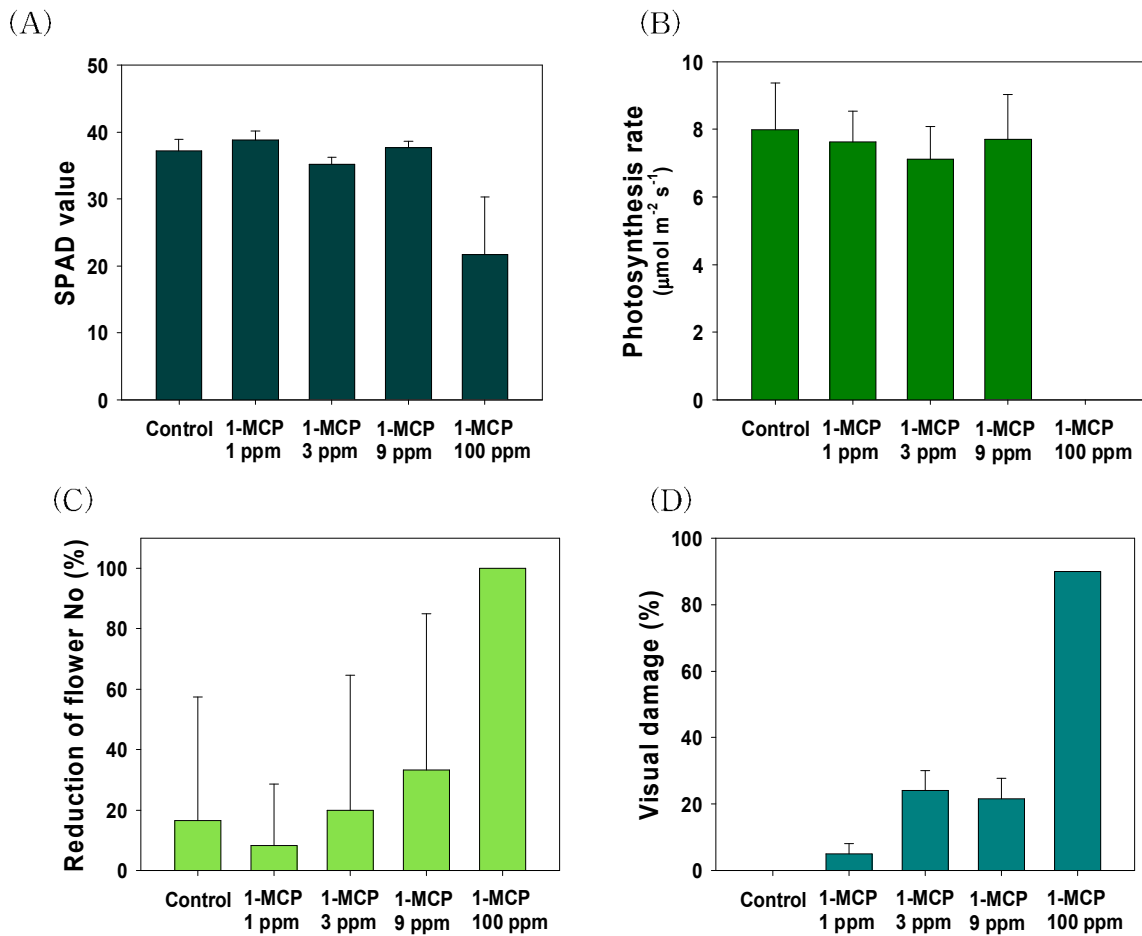 (A)
SPAD value
50
40
30
20
10
0
Control 1-MCP 1-MCP 1-MCP 1-MCP
1 ppm 3 ppm 9 ppm 100 ppm
(B)
Photosynthesis rate
(μmol m-2 s-1)
10
8
6
4
2
0
Control 1-MCP 1-MCP 1-MCP 1-MCP
1 ppm 3 ppm 9 ppm 100 ppm
(C)
Reduction of flower No (%)
100
80
60
40
20
0
Control 1-MCP 1-MCP 1-MCP 1-MCP
1 ppm 3 ppm 9 ppm 100 ppm
(D)
Visual damage (%)
100
80
60
40
20
0
Control 1-MCP 1-MCP 1-MCP 1-MCP
1 ppm 3 ppm 9 ppm 100 ppm